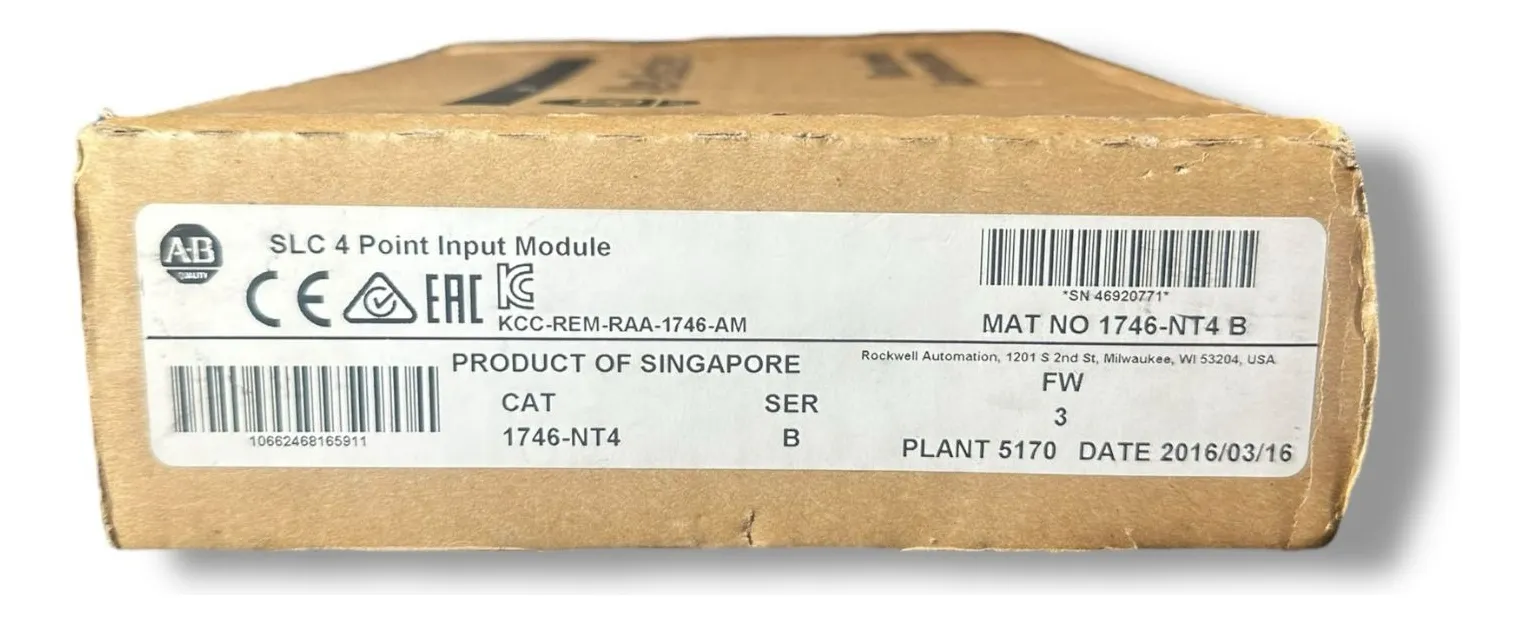 A-B
QUALITY
SLC 4 Point Input Module
CE
EAC
KC
KCC-REM-RAA-1746-AM
*SN 46920771*
MAT NO 1746-NT4 B
PRODUCT OF SINGAPORE
Rockwell Automation, 1201 S 2nd St, Milwaukee, WI 53204, USA
10662468165911
CAT
1746-NT4
SER
B
FW
3
PLANT 5170 DATE 2016/03/16